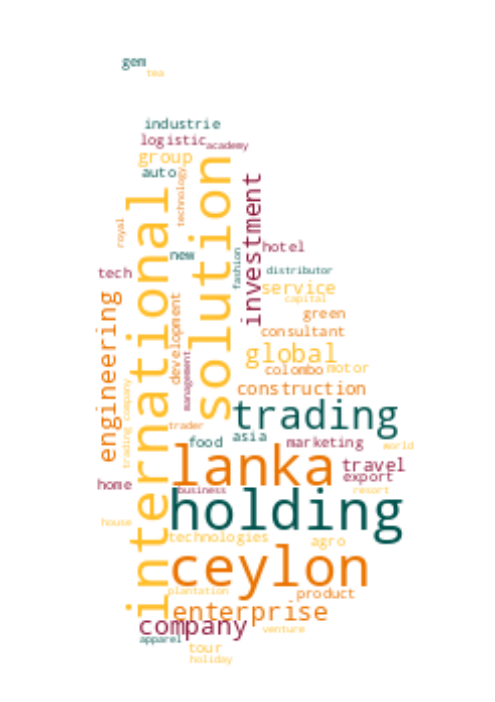 gem
tea
industrie
logistic
academy
group
auto
technology
solution
international
investment
royal
new
hotel
fashion
tech
distributor
service
capital
engineering
development
green
consultant
global
management
colombo
motor
trading company
construction
trading
trader
food
asia
marketing
world
lanka
travel
export
home
business
resort
holding
house
technologies
agro
ceylon
plantation
product
enterprise
company
venture
apparel
tour
holiday